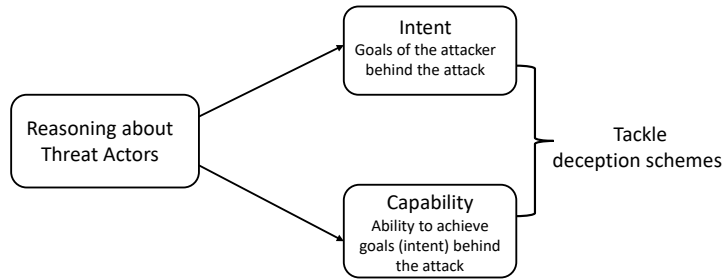 Reasoning about
Threat Actors
Intent
Goals of the attacker
behind the attack
Capability
Ability to achieve
goals (intent) behind
the attack
Tackle
deception schemes